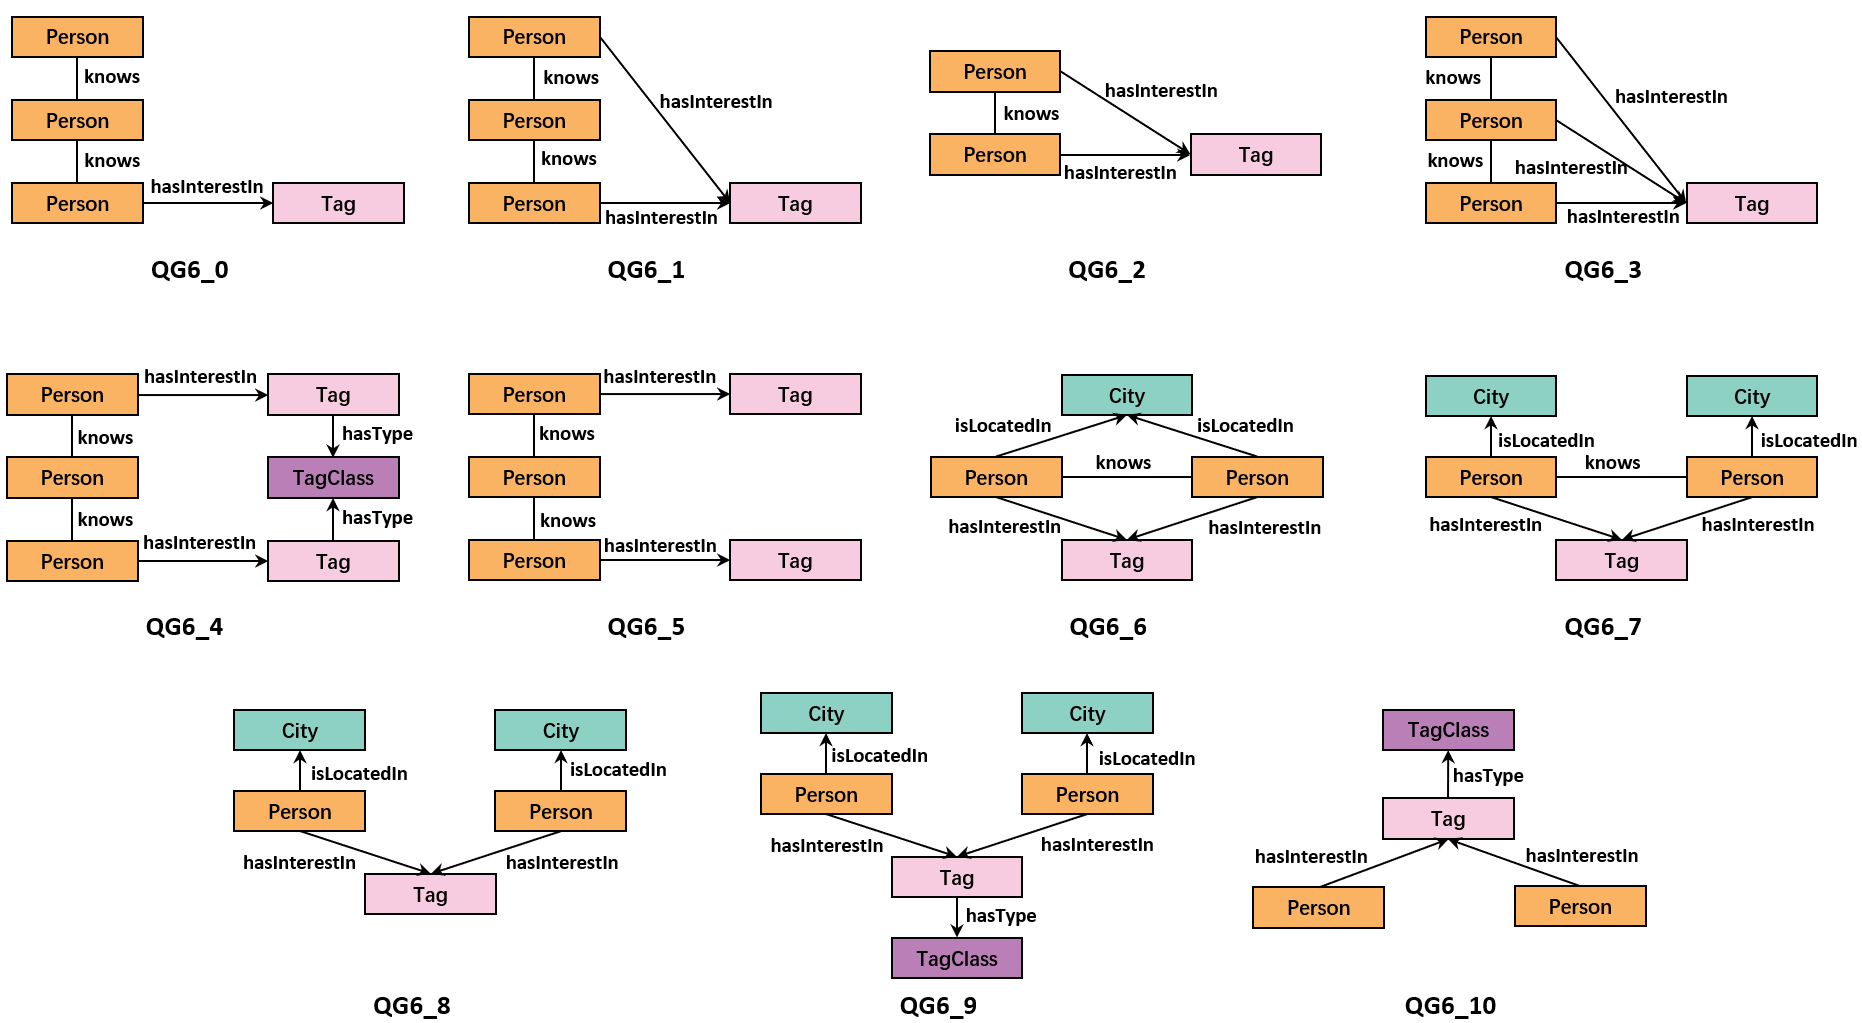 Person
knows
Person
knows
Person
hasInterestIn
Tag
QG6_0
Person
knows
hasInterestIn
Person
knows
Person
hasInterestIn
Tag
QG6_1
Person
hasInterestIn
knows
Person
hasInterestIn
Tag
QG6_2
Person
knows
hasInterestIn
Person
knows
hasInterestIn
Person
hasInterestIn
Tag
QG6_3
Person
hasInterestIn
Tag
knows
hasType
Person
TagClass
knows
hasType
Person
hasInterestIn
Tag
QG6_4
Person
hasInterestIn
Tag
knows
Person
knows
Person
hasInterestIn
Tag
QG6_5
City
isLocatedIn
isLocatedIn
Person
knows
Person
hasInterestIn
hasInterestIn
Tag
QG6_6
City
City
isLocatedIn
isLocatedIn
Person
knows
Person
hasInterestIn
hasInterestIn
Tag
QG6_7
City
City
isLocatedIn
isLocatedIn
Person
Person
hasInterestIn
hasInterestIn
Tag
QG6_8
City
City
isLocatedIn
isLocatedIn
Person
Person
hasInterestIn
hasInterestIn
Tag
hasType
TagClass
QG6_9
TagClass
hasType
Tag
hasInterestIn
hasInterestIn
Person
Person
QG6_10